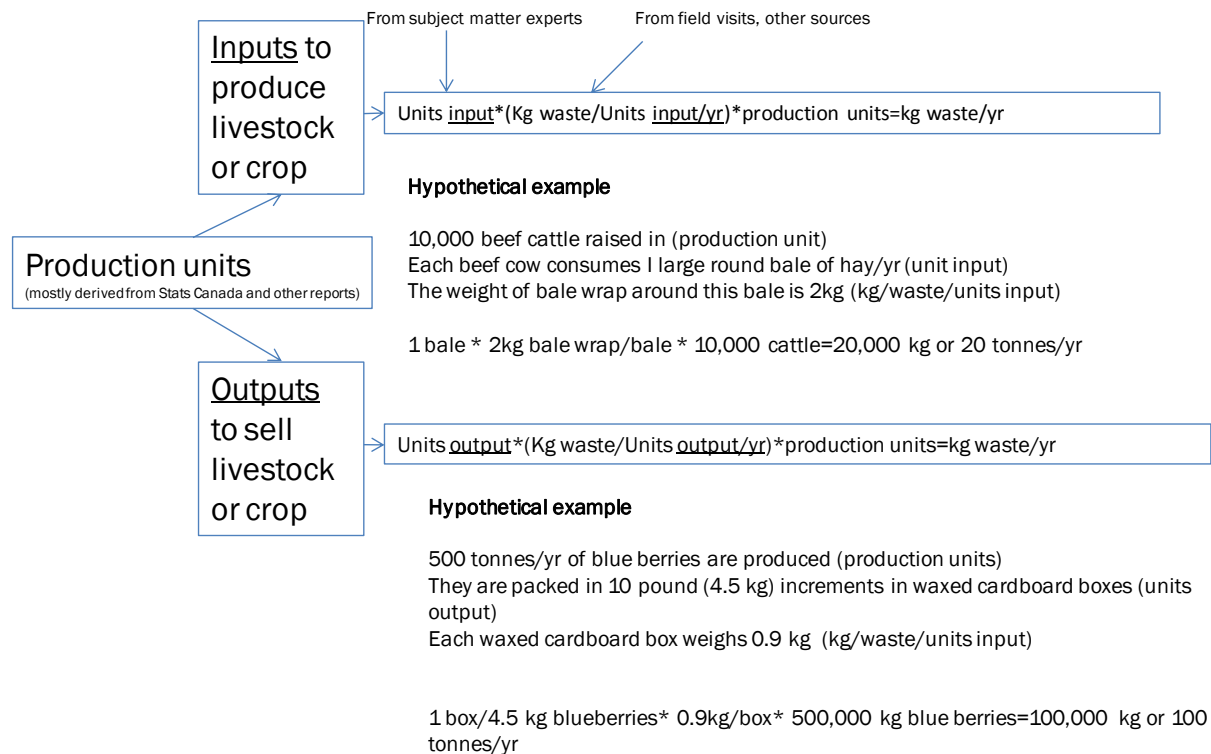 From subject matter experts
From field visits, other sources
Inputs to
produce
livestock
or crop
Units input*(Kg waste/Units input/yr)*production units=kg waste/yr
Hypothetical example
10,000 beef cattle raised in (production unit)
Each beef cow consumes I large round bale of hay/yr (unit input)
The weight of bale wrap around this bale is 2kg (kg/waste/units input)
1 bale * 2kg bale wrap/bale * 10,000 cattle=20,000 kg or 20 tonnes/yr
Production units
(mostly derived from Stats Canada and other reports)
Outputs
to sell
livestock
or crop
Units output*(Kg waste/Units output/yr)*production units=kg waste/yr
Hypothetical example
500 tonnes/yr of blue berries are produced (production units)
They are packed in 10 pound (4.5 kg) increments in waxed cardboard boxes (units
output)
Each waxed cardboard box weighs 0.9 kg (kg/waste/units input)
1 box/4.5 kg blueberries* 0.9kg/box* 500,000 kg blue berries=100,000 kg or 100
tonnes/yr